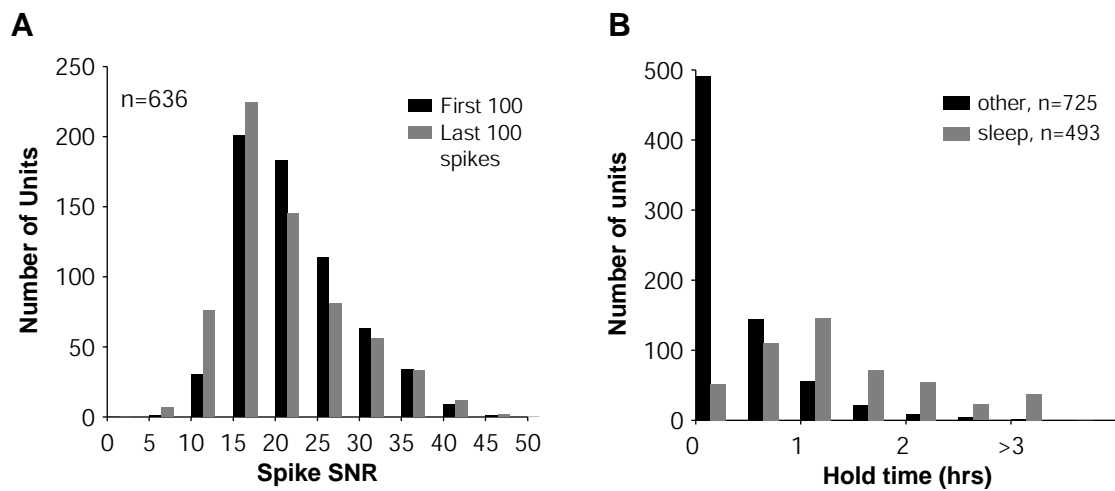 A
Number of Units
250
200
150
100
50
0
n=636
First 100
Last 100
spikes
0 5 10 15 20 25 30 35 40 45 50
Spike SNR
B
Number of units
500
400
300
200
100
0
other, n=725
sleep, n=493
0 1 2 >3
Hold time (hrs)